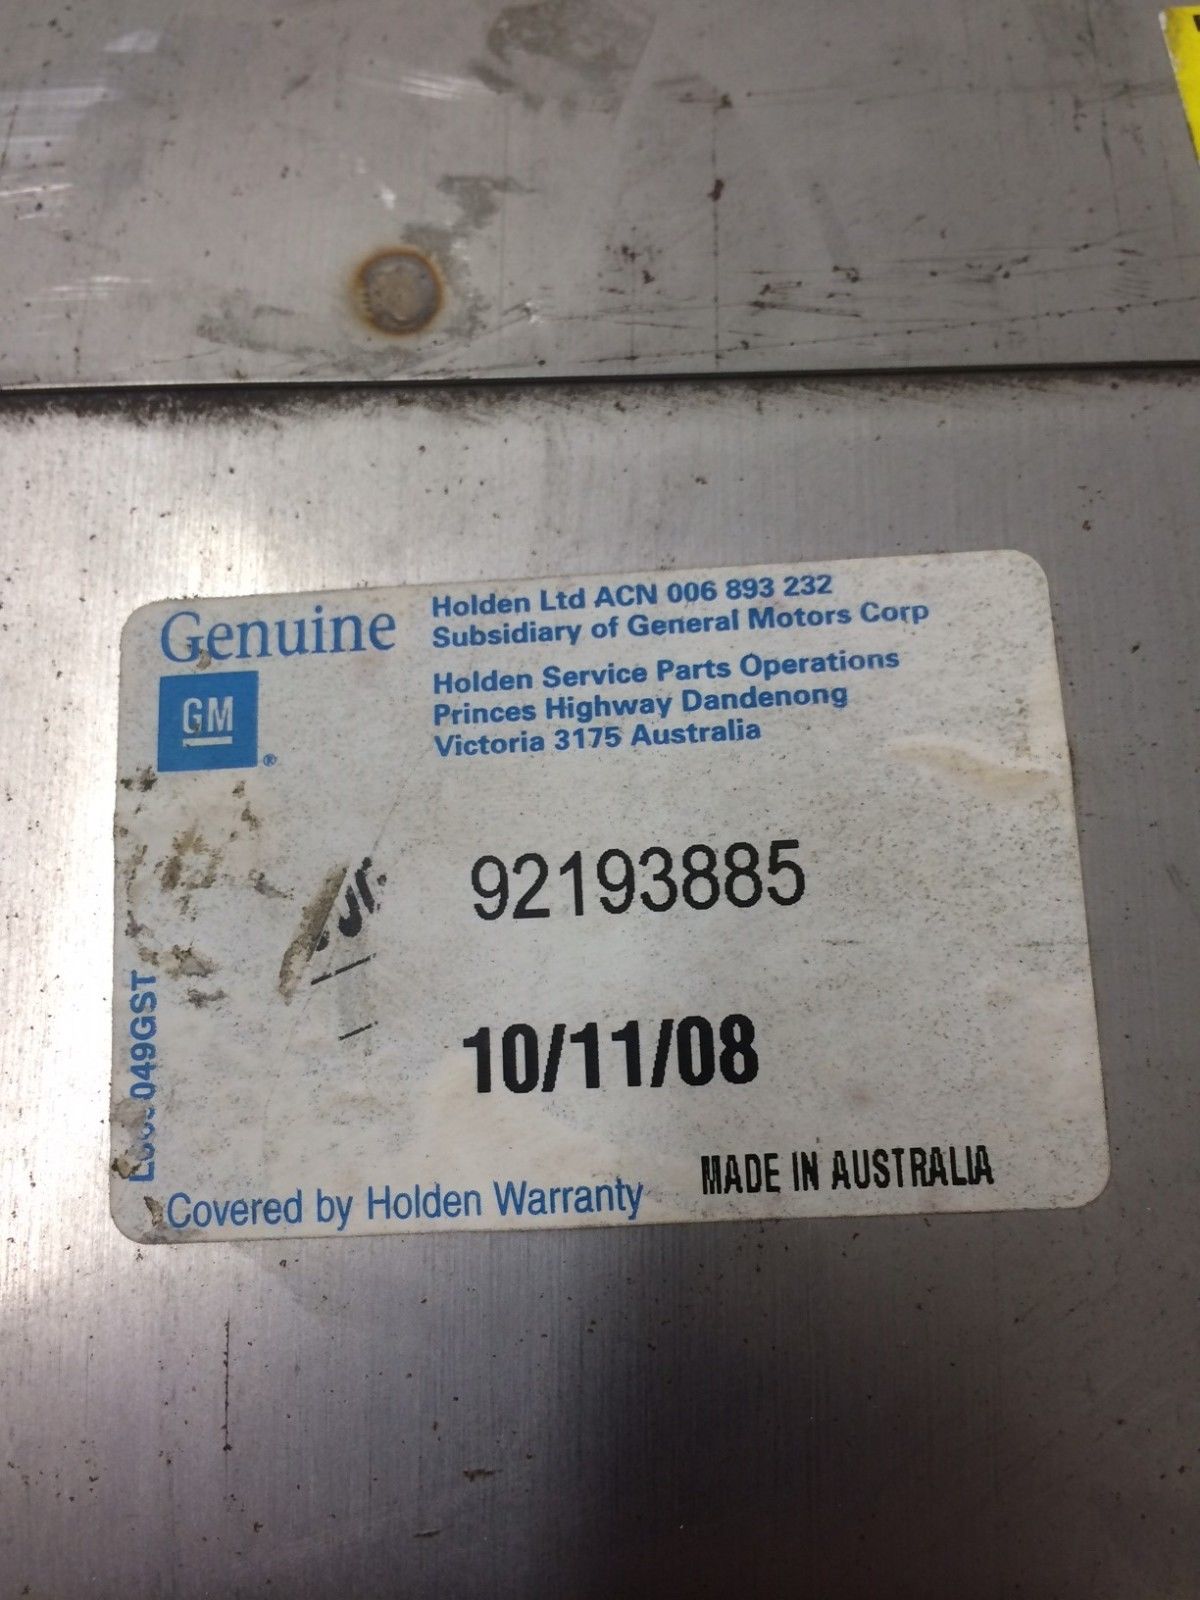 Genuine
GM
®
Holden Ltd ACN 006 893 232
Subsidiary of General Motors Corp
Holden Service Parts Operations
Princes Highway Dandenong
Victoria 3175 Australia
92193885
10/11/08
MADE IN AUSTRALIA
Covered by Holden Warranty